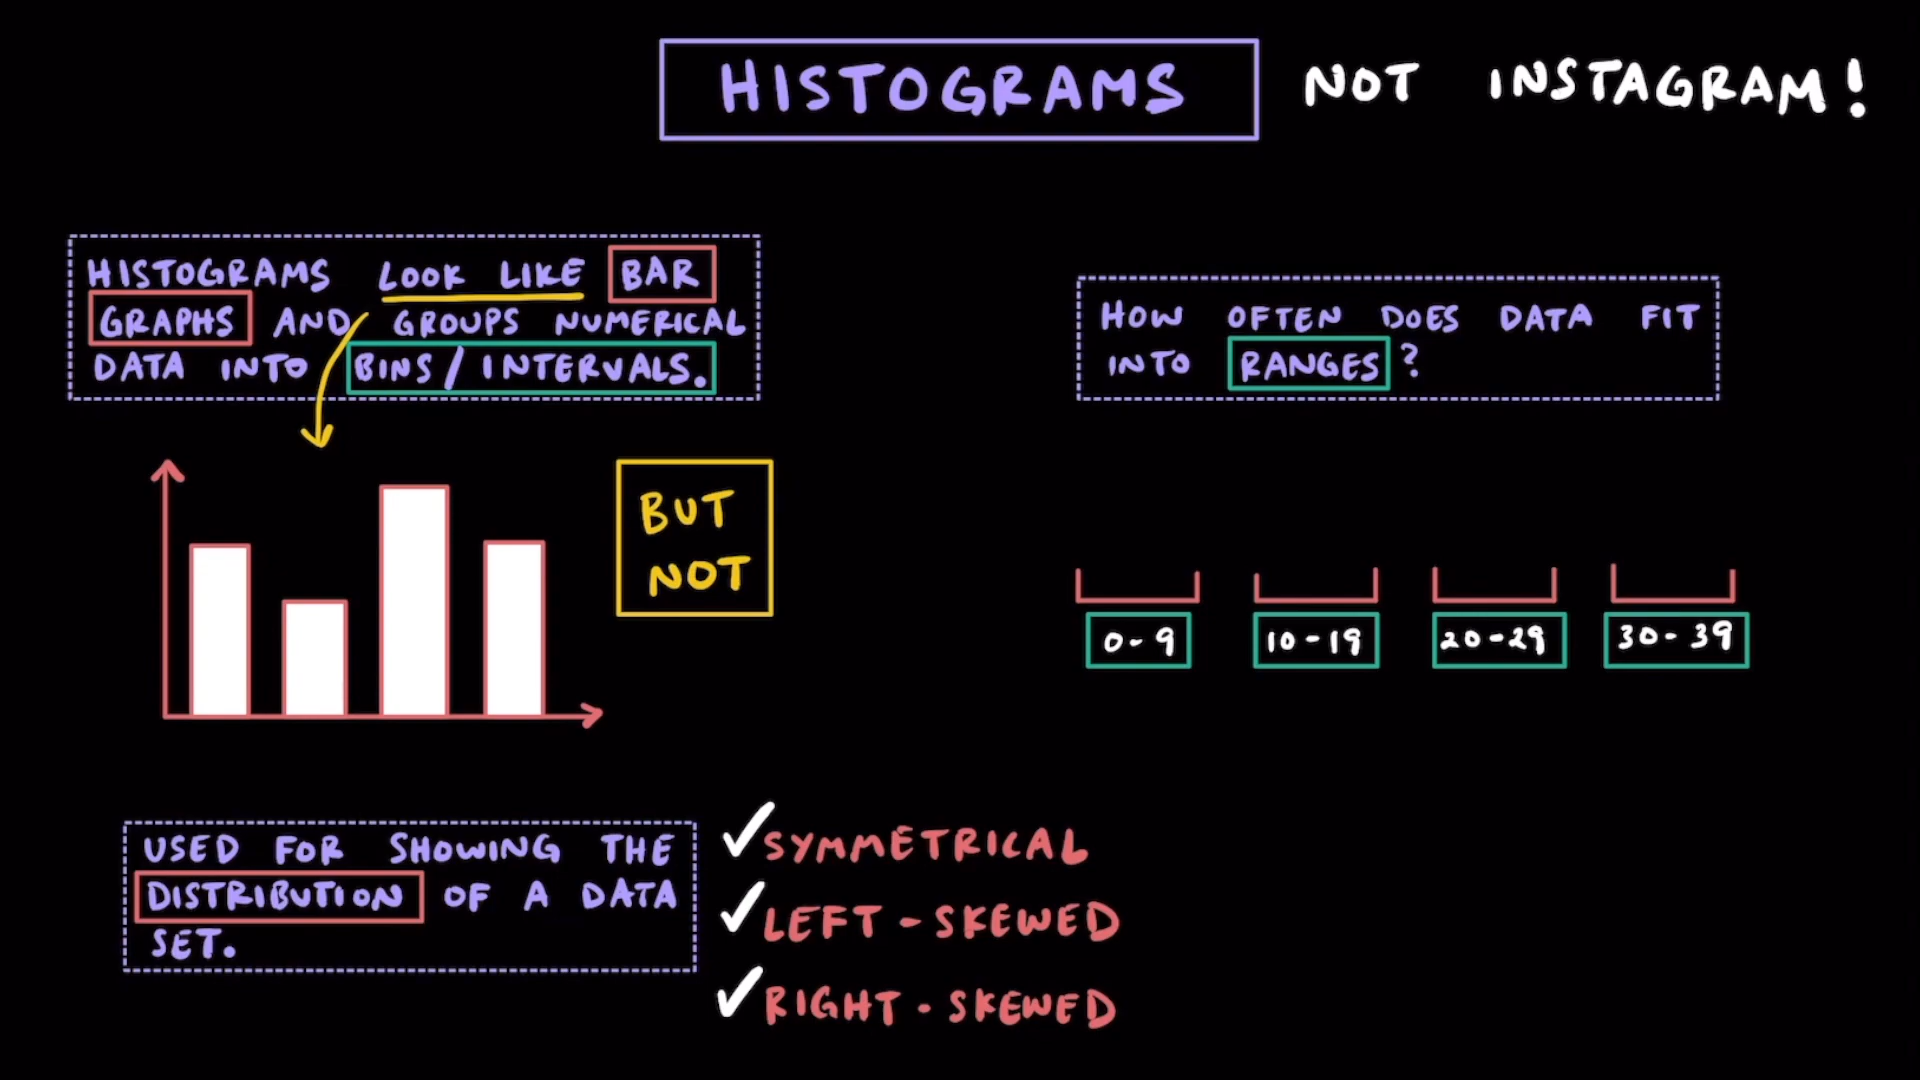 HISTOGRAMS NOT INSTAGRAM!
HISTOGRAMS LOOK LIKE BAR
GRAPHS AND GROUPS NUMERICAL
DATA INTO BINS/INTERVALS.
HOW OFTEN DOES DATA FIT
INTO RANGES?
BUT
NOT
0-9 10-19 20-29 30-39
USED FOR SHOWING THE
DISTRIBUTION OF A DATA
SET.
SYMMETRICAL
LEFT-SKEWED
RIGHT-SKEWED